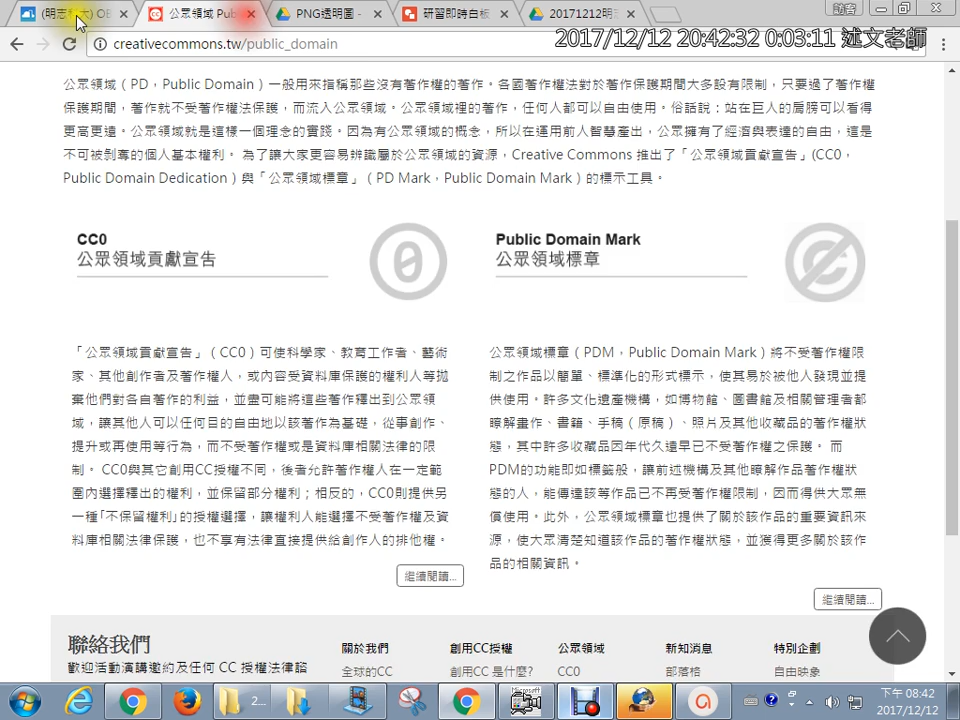 (明志科大) OE
公眾領域 Pub
PNG透明圖 -
研習即時白板
20171212明志
訪客
creativecommons.tw/public_domain
2017/12/12 20:42:32 0:03:11 述文老師
公眾領域（PD，Public Domain）一般用來指稱那些沒有著作權的著作。各國著作權法對於著作保護期間大多設有限制，只要過了著作權
保護期間，著作就不受著作權法保護，而流入公眾領域。公眾領域裡的著作，任何人都可以自由使用。俗話說：站在巨人的肩膀可以看得
更高更遠。公眾領域就是這樣一個理念的實踐。因為有公眾領域的概念，所以在運用前人智慧產出，公眾擁有了經濟與表達的自由，這是
不可被剝奪的個人基本權利。 為了讓大家更容易辨識屬於公眾領域的資源，Creative Commons 推出了「公眾領域貢獻宣告」(CC0，
Public Domain Dedication）與「公眾領域標章」（PD Mark，Public Domain Mark）的標示工具。
CC0
公眾領域貢獻宣告
「公眾領域貢獻宣告」（CC0）可使科學家、教育工作者、藝術
家、其他創作者及著作權人，或內容受資料庫保護的權利人等拋
棄他們對各自著作的利益，並盡可能將這些著作釋出到公眾領
域，讓其他人可以任何目的自由地以該著作為基礎，從事創作、
提升或再使用等行為，而不受著作權或是資料庫相關法律的限
制。 CC0與其它創用CC授權不同，後者允許著作權人在一定範
圍內選擇釋出的權利，並保留部分權利；相反的，CC0則提供另
一種「不保留權利」的授權選擇，讓權利人能選擇不受著作權及資
料庫相關法律保護，也不享有法律直接提供給創作人的排他權。
繼續閱讀...
Public Domain Mark
公眾領域標章
公眾領域標章（PDM，Public Domain Mark）將不受著作權限
制之作品以簡單、標準化的形式標示，使其易於被他人發現並提
供使用。許多文化遺產機構，如博物館、圖書館及相關管理者都
瞭解畫作、書籍、手稿（原稿）、照片及其他收藏品的著作權狀
態，其中許多收藏品因年代久遠早已不受著作權之保護。 而
PDM的功能即如標籤般，讓前述機構及其他瞭解作品著作權狀
態的人，能傳達該等作品已不再受著作權限制，因而得供大眾無
償使用。此外，公眾領域標章也提供了關於該作品的重要資訊來
源，使大眾清楚知道該作品的著作權狀態，並獲得更多關於該作
品的相關資訊。
繼續閱讀...
聯絡我們
歡迎活動演講邀約及任何 CC 授權法律諮
關於我們
全球的CC
創用CC授權
創用CC 是什麼?
公眾領域
CC0
新知消息
部落格
特別企劃
自由映象
2...
Microsoft
下午 08:42
2017/12/12